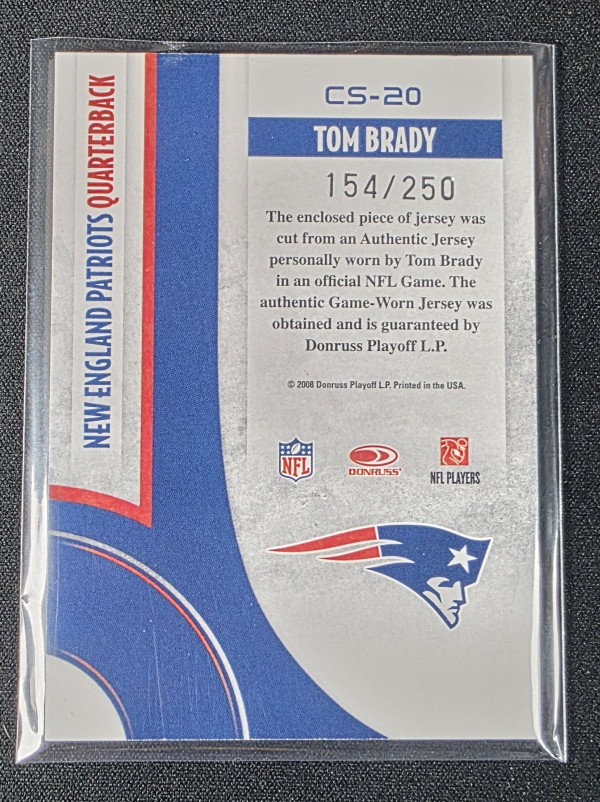 NEW ENGLAND PATRIOTS QUARTERBACK
CS-20
TOM BRADY
154/250
The enclosed piece of jersey was
cut from an Authentic Jersey
personally worn by Tom Brady
in an official NFL Game. The
authentic Game-Worn Jersey was
obtained and is guaranteed by
Donruss Playoff L.P.
© 2008 Donruss Playoff L.P. Printed in the USA.
NFL
DONRUSS
NFL PLAYERS